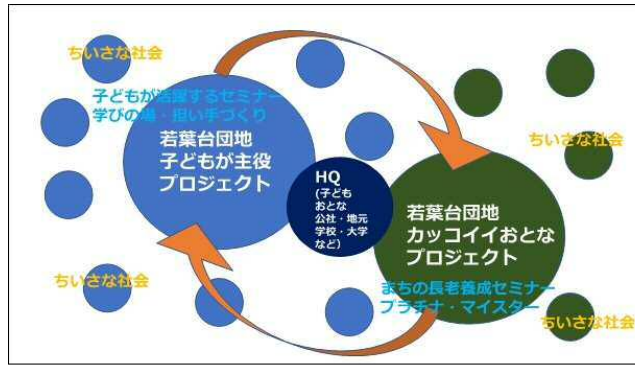 ちいさな社会
子どもが活躍するセミナー
学びの場・担い手づくり
若葉台団地
子どもが主役
プロジェクト
HQ
(子ども
おとな
公社・地元
学校・大学
など)
ちいさな社会
若葉台団地
カッコイイおとな
プロジェクト
まちの長老養成セミナー
プラチナ・マイスター
ちいさな社会
ちいさな社会